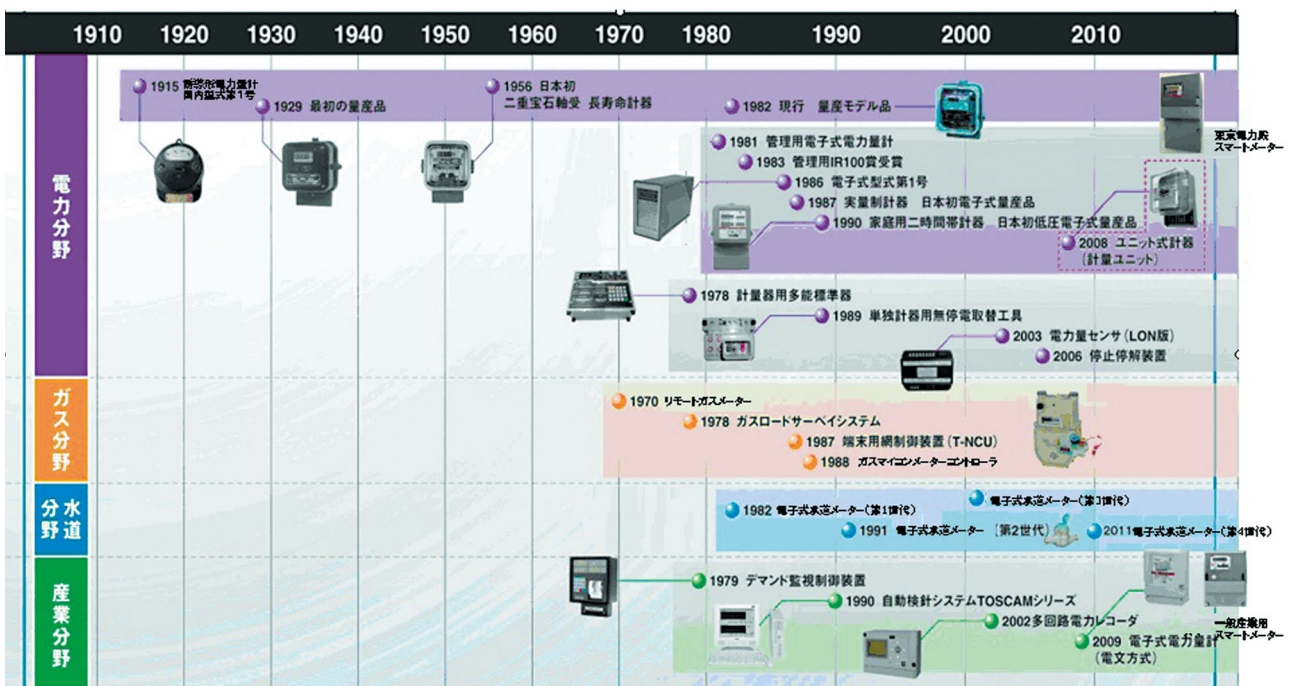 1910 1920 1930 1940 1950 1960 1970 1980 1990 2000 2010
電力分野
1915 誘導形電力量計
国内型式第1号
1929 最初の量産品
1956 日本初
二重宝石軸受 長寿命計器
1982 現行 量産モデル品
東京電力殿
スマートメーター
1981 管理用電子式電力量計
1983 管理用IR100賞受賞
1986 電子式型式第1号
1987 実量制計器 日本初電子式量産品
1990 家庭用二時間帯計器 日本初低圧電子式量産品
2008 ユニット式計器
(計量ユニット)
1978 計量器用多能標準器
1989 単独計器用無停電取替工具
2003 電力量センサ(LON版)
2006 停止停解装置
ガス分野
1970 リモートガスメーター
1978 ガスロードサーベイシステム
1987 端末用網制御装置(T-NCU)
1988 ガスマイコンメーターコントローラ
水道分野
1982 電子式水道メーター(第1世代)
電子式水道メーター(第3世代)
1991 電子式水道メーター (第2世代)
2011電子式水道メーター(第4世代)
産業分野
1979 デマンド監視制御装置
1990 自動検針システムTOSCAMシリーズ
2002多回路電力レコーダ
2009 電子式電力量計
(電文方式)
一般産業用
スマートメーター